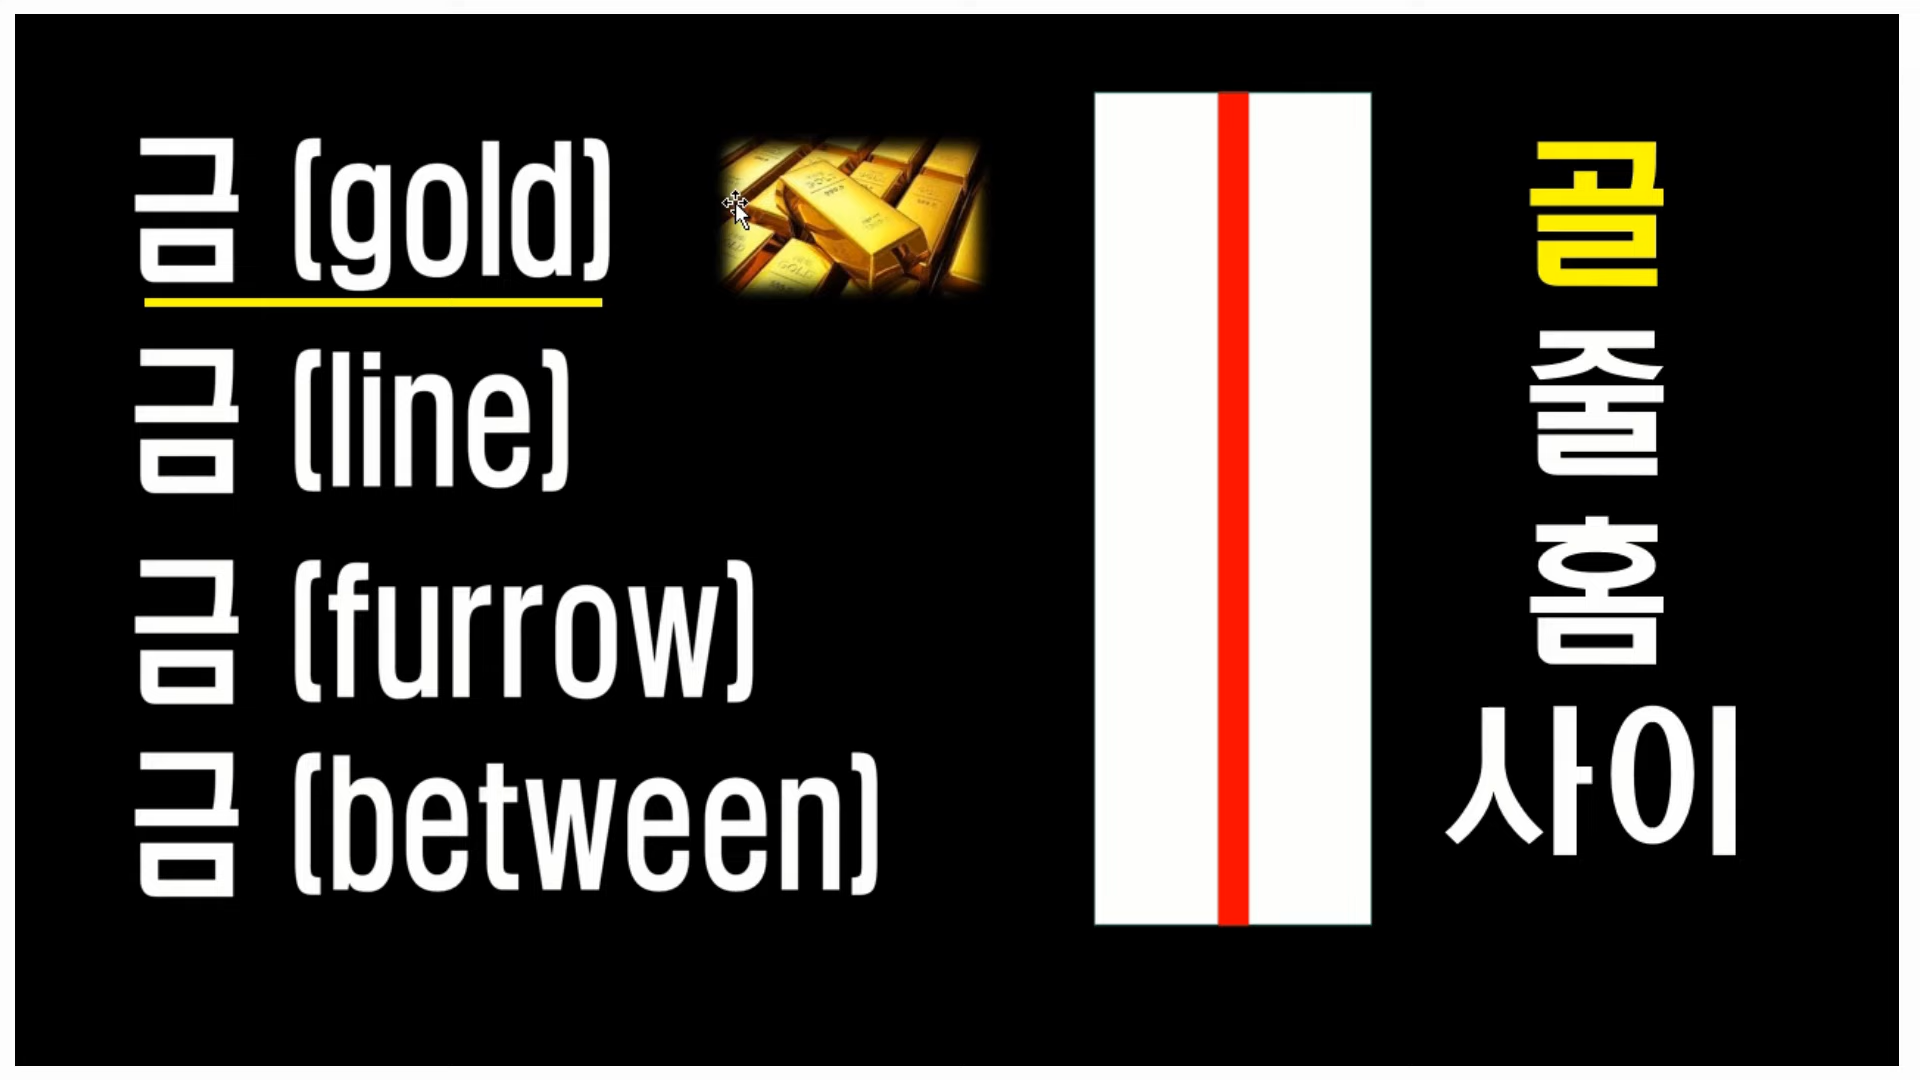 금 (gold)
금 (line)
금 (furrow)
금 (between)
골
줄
홈
사이